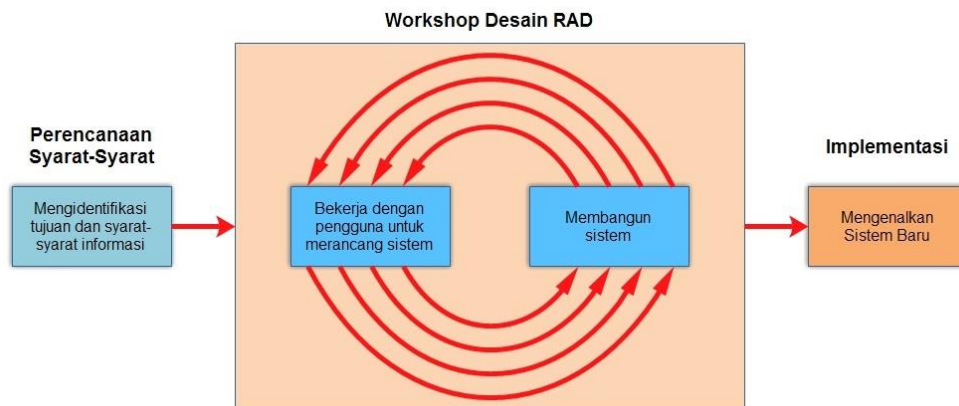 Workshop Desain RAD
Perencanaan
Syarat-Syarat
Mengidentifikasi
tujuan dan syarat-
syarat informasi
Bekerja dengan
pengguna untuk
merancang sistem
Membangun
sistem
Implementasi
Mengenalkan
Sistem Baru